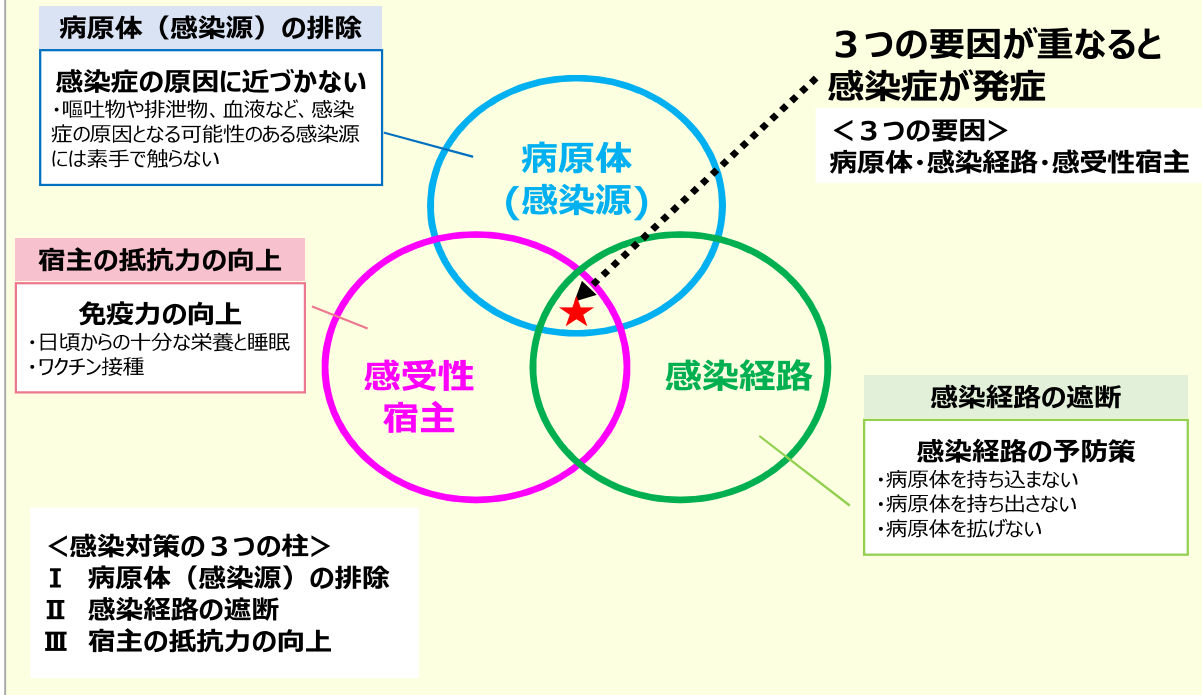 病原体（感染源）の排除
感染症の原因に近づかない
・嘔吐物や排泄物、血液など、感染
症の原因となる可能性のある感染源
には素手で触らない
３つの要因が重なると
感染症が発症
＜３つの要因＞
病原体・感染経路・感受性宿主
病原体
(感染源)
宿主の抵抗力の向上
免疫力の向上
・日頃からの十分な栄養と睡眠
・ワクチン接種
感受性
宿主
感染経路
感染経路の遮断
感染経路の予防策
・病原体を持ち込まない
・病原体を持ち出さない
・病原体を拡げない
＜感染対策の３つの柱＞
Ⅰ　病原体（感染源）の排除
Ⅱ　感染経路の遮断
Ⅲ　宿主の抵抗力の向上